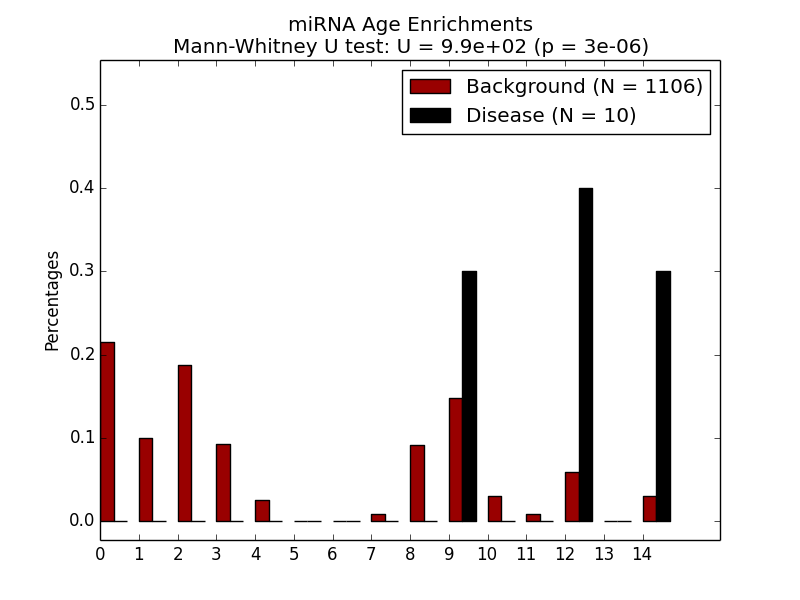 miRNA Age Enrichments
Mann-Whitney U test: U = 9.9e+02 (p = 3e-06)
Background (N = 1106)
Disease (N = 10)
Percentages
0.5
0.4
0.3
0.2
0.1
0.0
0 1 2 3 4 5 6 7 8 9 10 11 12 13 14